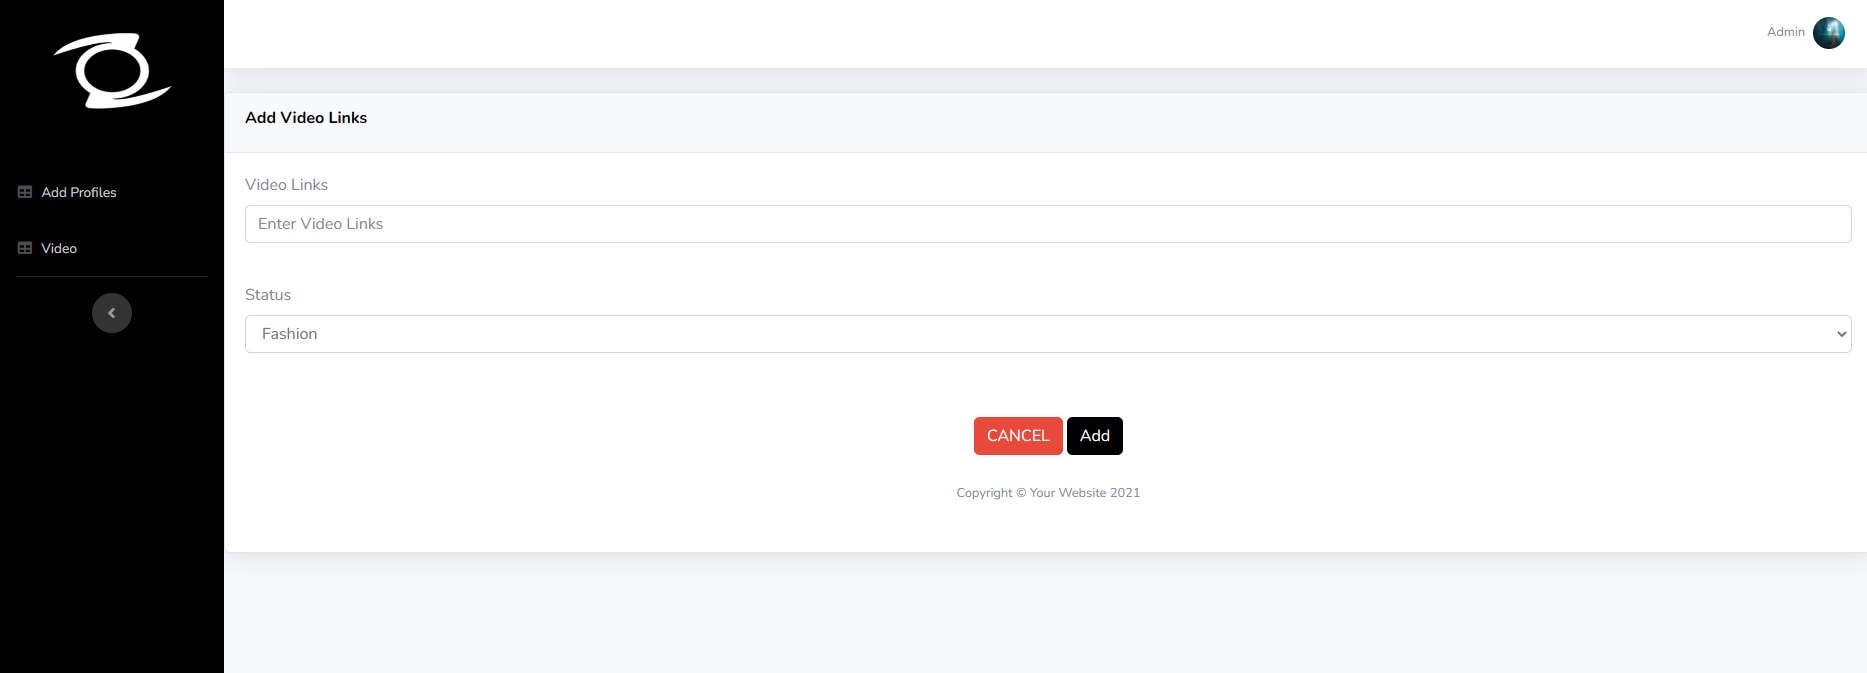 Admin
Add Profiles
Video
Add Video Links
Video Links
Enter Video Links
Status
Fashion
CANCEL
Add
Copyright © Your Website 2021